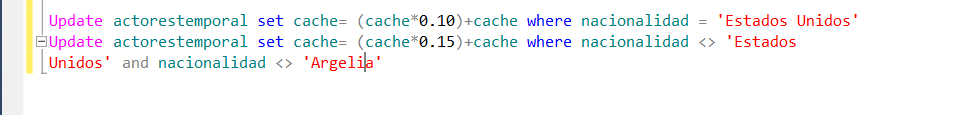 Update actorestemporal set cache= (cache*0.10)+cache where nacionalidad = 'Estados Unidos'
Update actorestemporal set cache= (cache*0.15)+cache where nacionalidad <> 'Estados
Unidos' and nacionalidad <> 'Argelia'